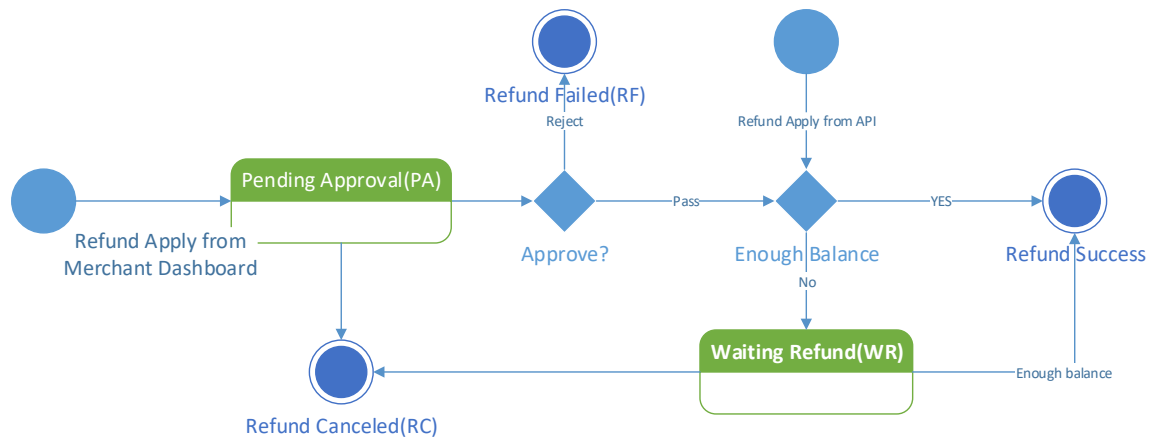 Refund Failed(RF)
Reject
Refund Apply from API
Pending Approval(PA)
Pass
YES
Refund Apply from
Merchant Dashboard
Approve?
Enough Balance
Refund Success
No
Waiting Refund(WR)
Enough balance
Refund Canceled(RC)